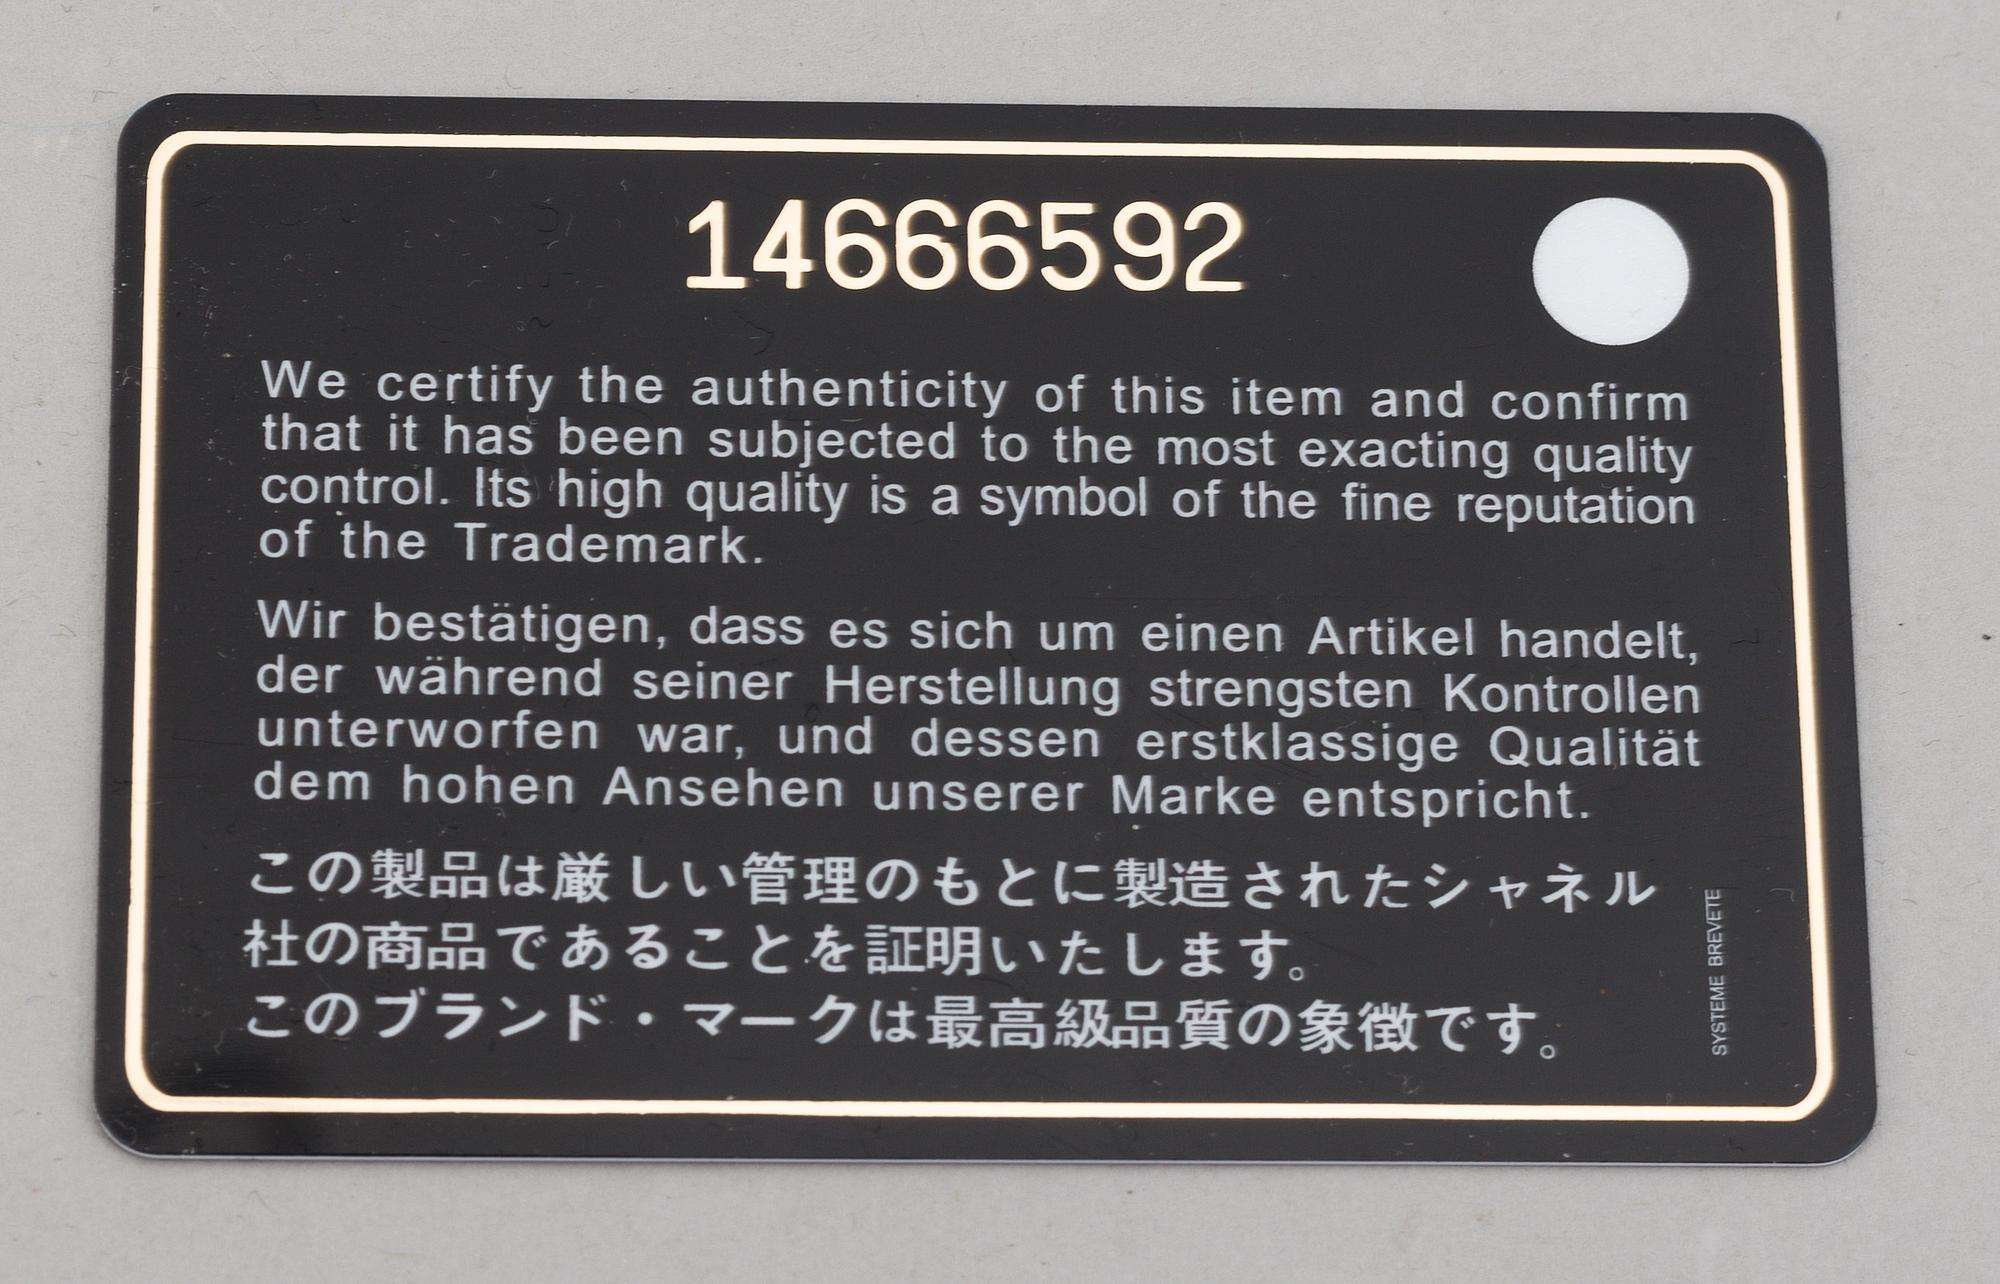 14666592
We certify the authenticity of this item and confirm
that it has been subjected to the most exacting quality
control. Its high quality is a symbol of the fine reputation
of the Trademark.
Wir bestätigen, dass es sich um einen Artikel handelt,
der während seiner Herstellung strengsten Kontrollen
unterworfen war, und dessen erstklassige Qualität
dem hohen Ansehen unserer Marke entspricht.
この製品は厳しい管理のもとに製造されたシャネル
社の商品であることを証明いたします。
このブランド・マークは最高級品質の象徴です。
SYSTEME BREVETE